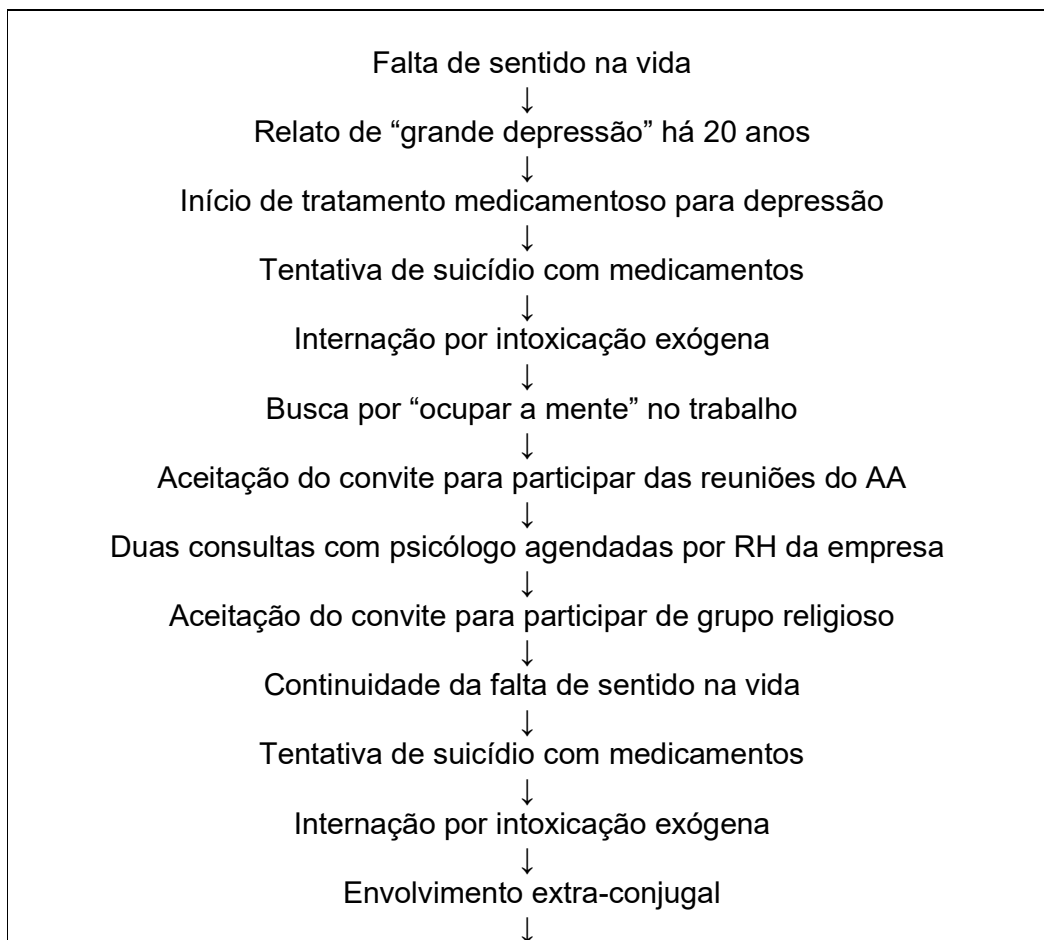 Falta de sentido na vida
↓
Relato de “grande depressão” há 20 anos
↓
Início de tratamento medicamentoso para depressão
↓
Tentativa de suicídio com medicamentos
↓
Internação por intoxicação exógena
↓
Busca por “ocupar a mente” no trabalho
↓
Aceitação do convite para participar das reuniões do AA
↓
Duas consultas com psicólogo agendadas por RH da empresa
↓
Aceitação do convite para participar de grupo religioso
↓
Continuidade da falta de sentido na vida
↓
Tentativa de suicídio com medicamentos
↓
Internação por intoxicação exógena
↓
Envolvimento extra-conjugal
↓